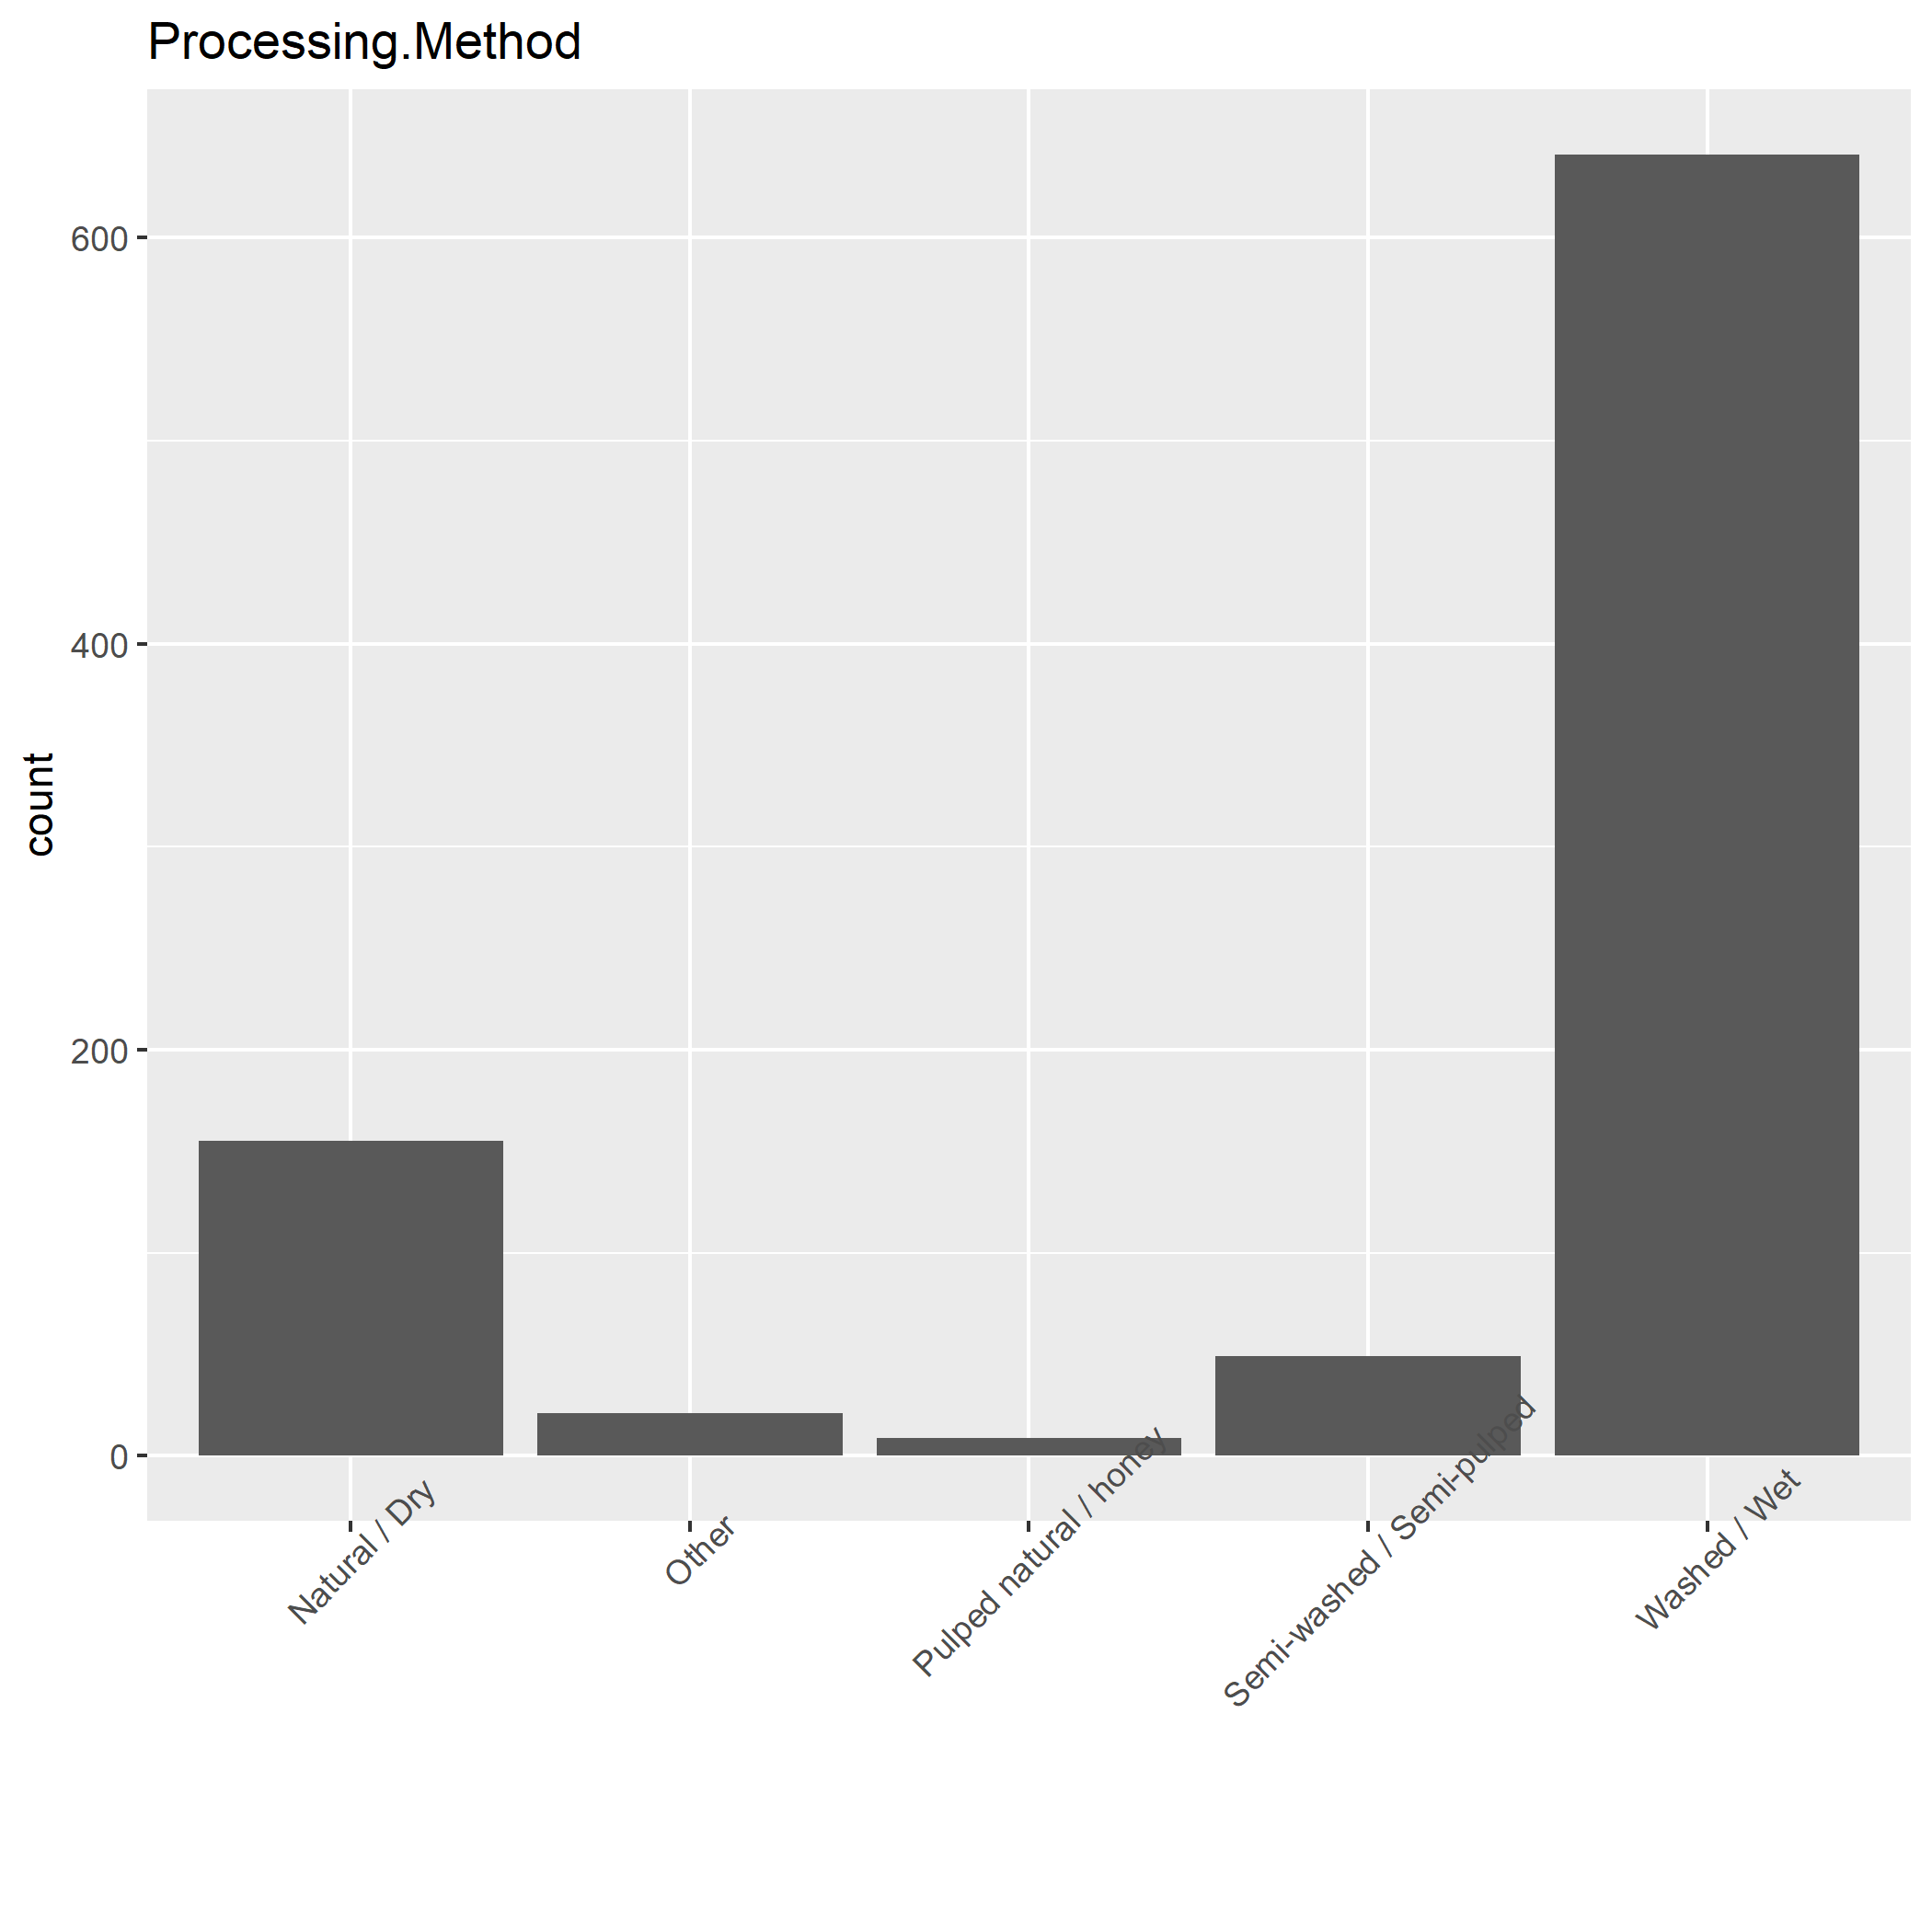 Processing.Method
count
600
400
200
0
Natural / Dry
Other
Pulped natural / honey
Semi-washed / Semi-pulped
Washed / Wet